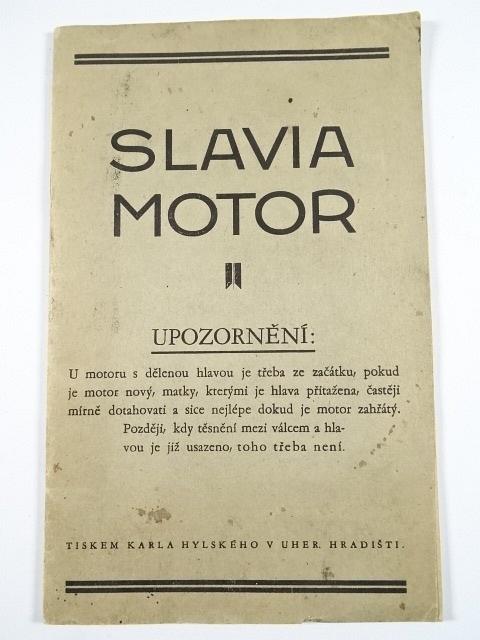 SLAVIA
MOTOR
UPOZORNĚNÍ:
U motoru s dělenou hlavou je třeba ze začátku, pokud
je motor nový, matky, kterými je hlava přitažena, častěji
mírně dotahovati a sice nejlépe dokud je motor zahřátý.
Později, kdy těsnění mezi válcem a hla-
vou je již usazeno, toho třeba není.
TISKEM KARLA HYLSKÉHO V UHER. HRADIŠTI.